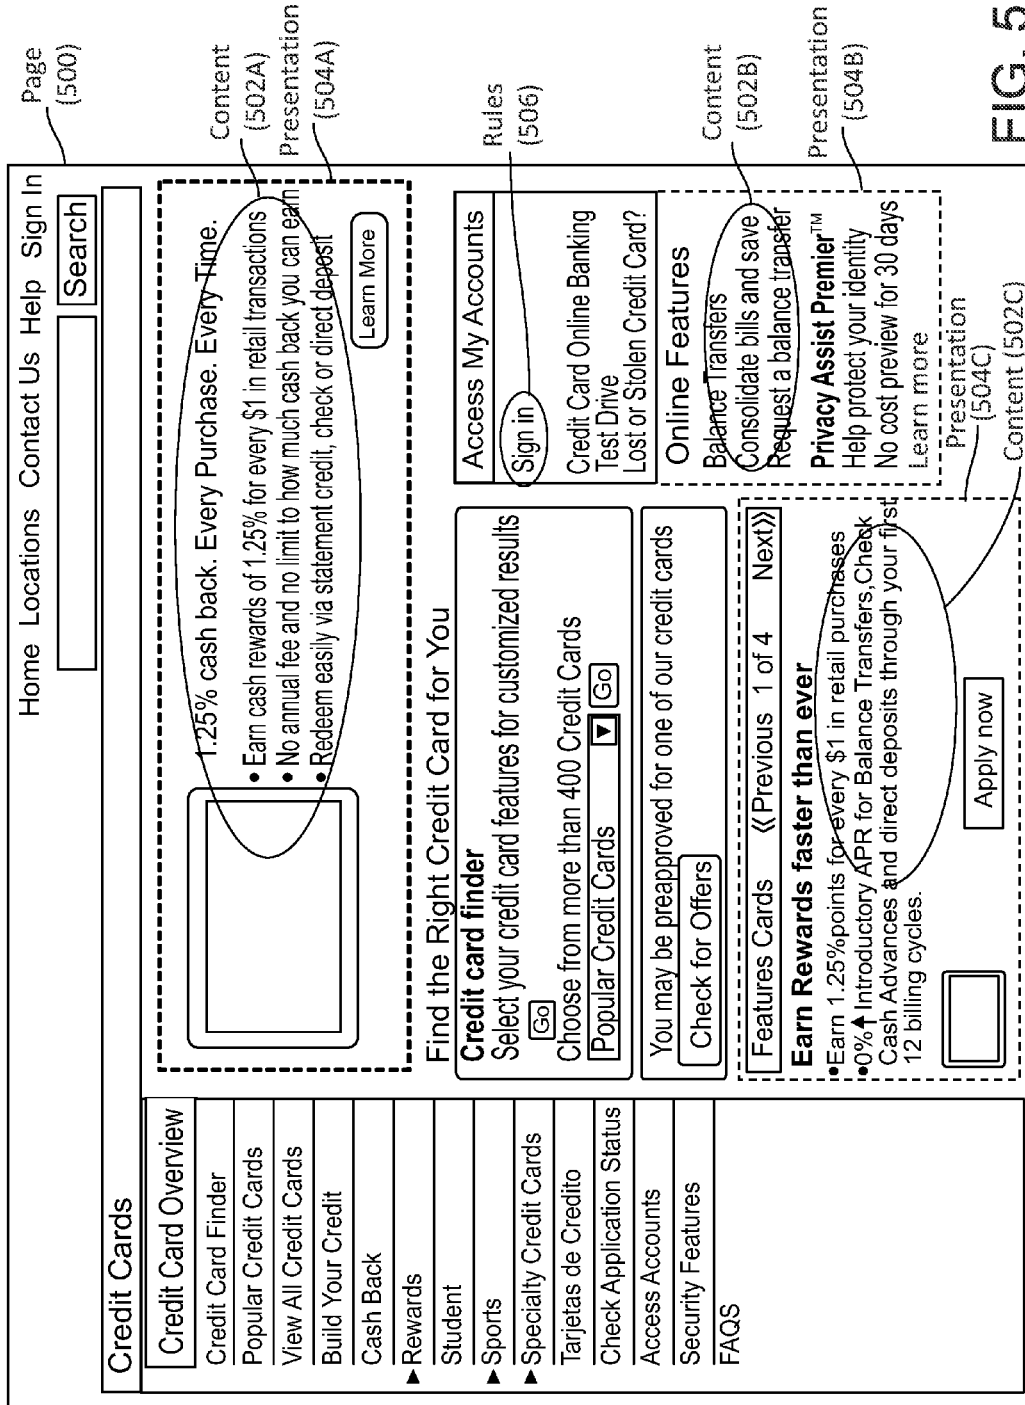 Home Locations Contact Us Help Sign In
Search
Page
(500)
Credit Cards
Credit Card Overview
Credit Card Finder
Popular Credit Cards
View All Credit Cards
Build Your Credit
Cash Back
►Rewards
Student
►Sports
►Specialty Credit Cards
Tarjetas de Credito
Check Application Status
Access Accounts
Security Features
FAQS
1.25% cash back. Every Purchase. Every Time.
• Earn cash rewards of 1.25% for every $1 in retail transactions
• No annual fee and no limit to how much cash back you can earn
• Redeem easily via statement credit, check or direct deposit
Learn More
Content
(502A)
Presentation
(504A)
Find the Right Credit Card for You
Credit card finder
Select your credit card features for customized results
Go
Choose from more than 400 Credit Cards
Popular Credit Cards ▼ Go
You may be preapproved for one of our credit cards
Check for Offers
Features Cards 《Previous 1 of 4 Next》
Earn Rewards faster than ever
•Earn 1.25%points for every $1 in retail purchases
•0%↑ Introductory APR for Balance Transfers,Check
Cash Advances and direct deposits through your first
12 billing cycles.
Apply now
Access My Accounts
Sign in
Credit Card Online Banking
Test Drive
Lost or Stolen Credit Card?
Rules
(506)
Online Features
Balance Transfers
Consolidate bills and save
Request a balance transfer
Privacy Assist Premier™
Help protect your identity
No cost preview for 30 days
Learn more
Content
(502B)
Presentation
(504B)
Presentation
(504C)
Content (502C)
FIG. 5